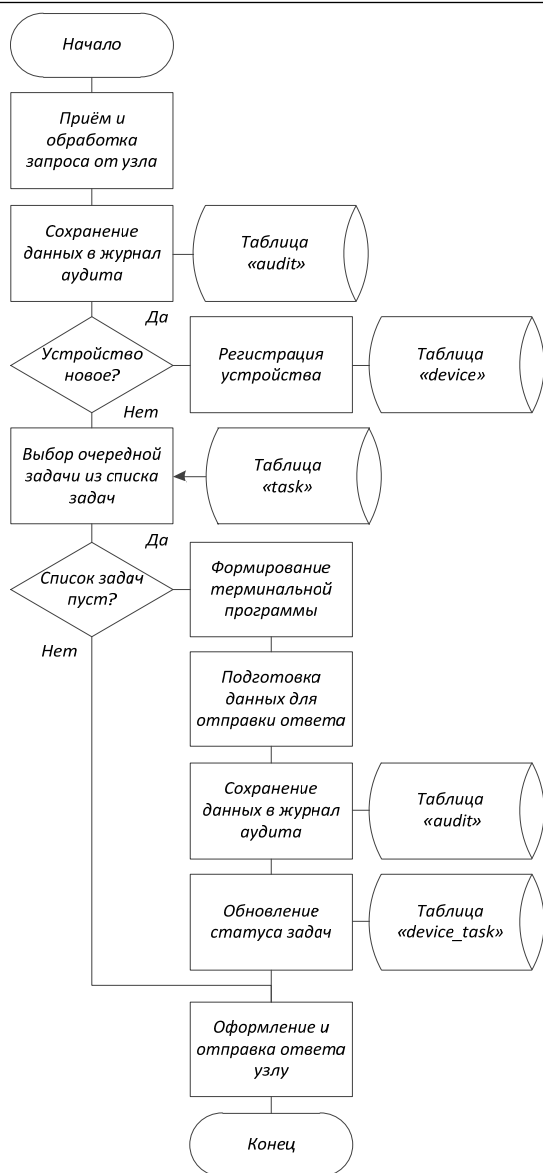 Начало
Приём и
обработка
запроса от узла
Сохранение
данных в журнал
аудита
Таблица
«audit»
Да
Устройство
новое?
Регистрация
устройства
Таблица
«device»
Нет
Выбор очередной
задачи из списка
задач
Таблица
«task»
Да
Список задач
пуст?
Формирование
терминальной
программы
Нет
Подготовка
данных для
отправки ответа
Сохранение
данных в журнал
аудита
Таблица
«audit»
Обновление
статуса задач
Таблица
«device_task»
Оформление и
отправка ответа
узлу
Конец